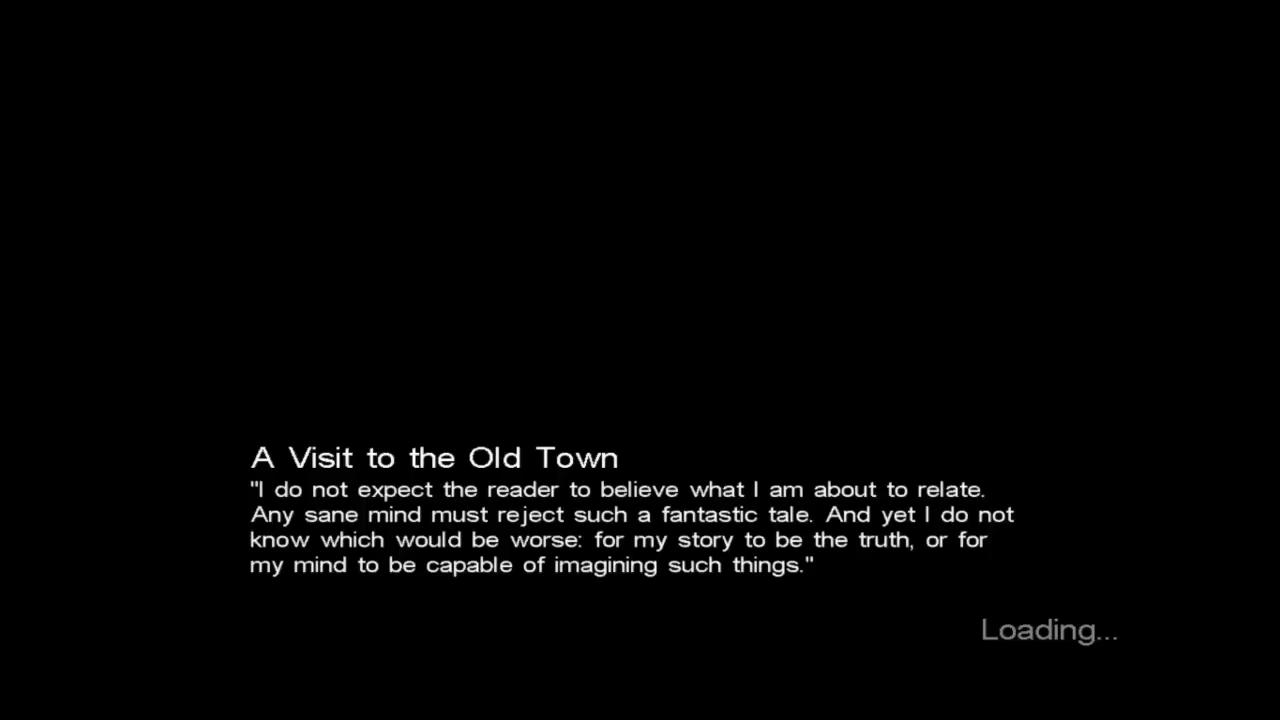 A Visit to the Old Town
"I do not expect the reader to believe what I am about to relate.
Any sane mind must reject such a fantastic tale. And yet I do not
know which would be worse: for my story to be the truth, or for
my mind to be capable of imagining such things."
Loading...